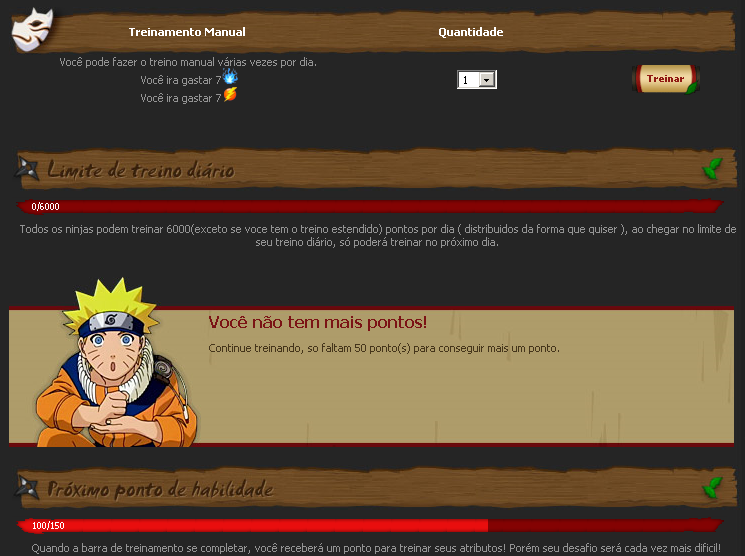 Treinamento Manual
Quantidade
Você pode fazer o treino manual várias vezes por dia.
Você ira gastar 7
Você ira gastar 7
1
Treinar
Limite de treino diário
0/6000
Todos os ninjas podem treinar 6000(exceto se voce tem o treino estendido) pontos por dia ( distribuidos da forma que quiser ), ao chegar no limite de
seu treino diário, só poderá treinar no próximo dia.
Você não tem mais pontos!
Continue treinando, so faltam 50 ponto(s) para conseguir mais um ponto.
Próximo ponto de habilidade
100/150
Quando a barra de treinamento se completar, você receberá um ponto para treinar seus atributos! Porém seu desafio será cada vez mais dificil!